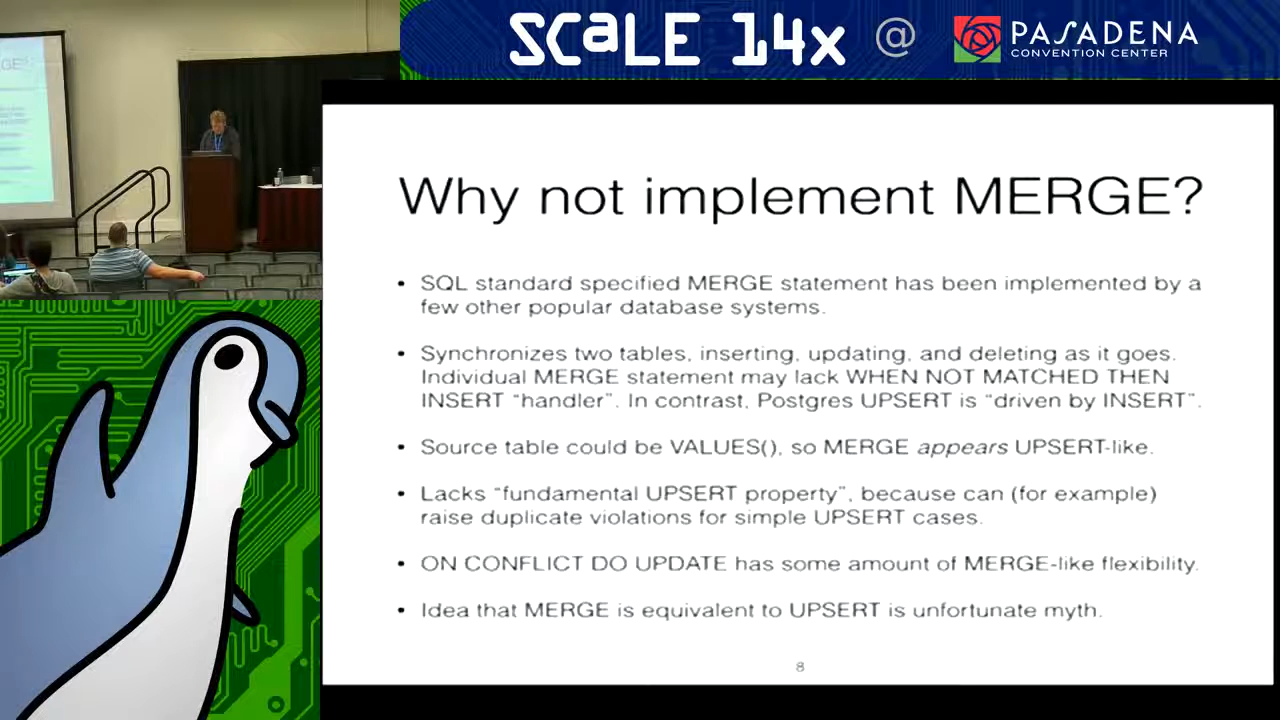 SCaLE 14x @ PASADENA
CONVENTION CENTER
Why not implement MERGE?
• SQL standard specified MERGE statement has been implemented by a
few other popular database systems.
• Synchronizes two tables, inserting, updating, and deleting as it goes.
Individual MERGE statement may lack WHEN NOT MATCHED THEN
INSERT “handler”. In contrast, Postgres UPSERT is “driven by INSERT”.
• Source table could be VALUES(), so MERGE appears UPSERT-like.
• Lacks “fundamental UPSERT property”, because can (for example)
raise duplicate violations for simple UPSERT cases.
• ON CONFLICT DO UPDATE has some amount of MERGE-like flexibility.
• Idea that MERGE is equivalent to UPSERT is unfortunate myth.
8